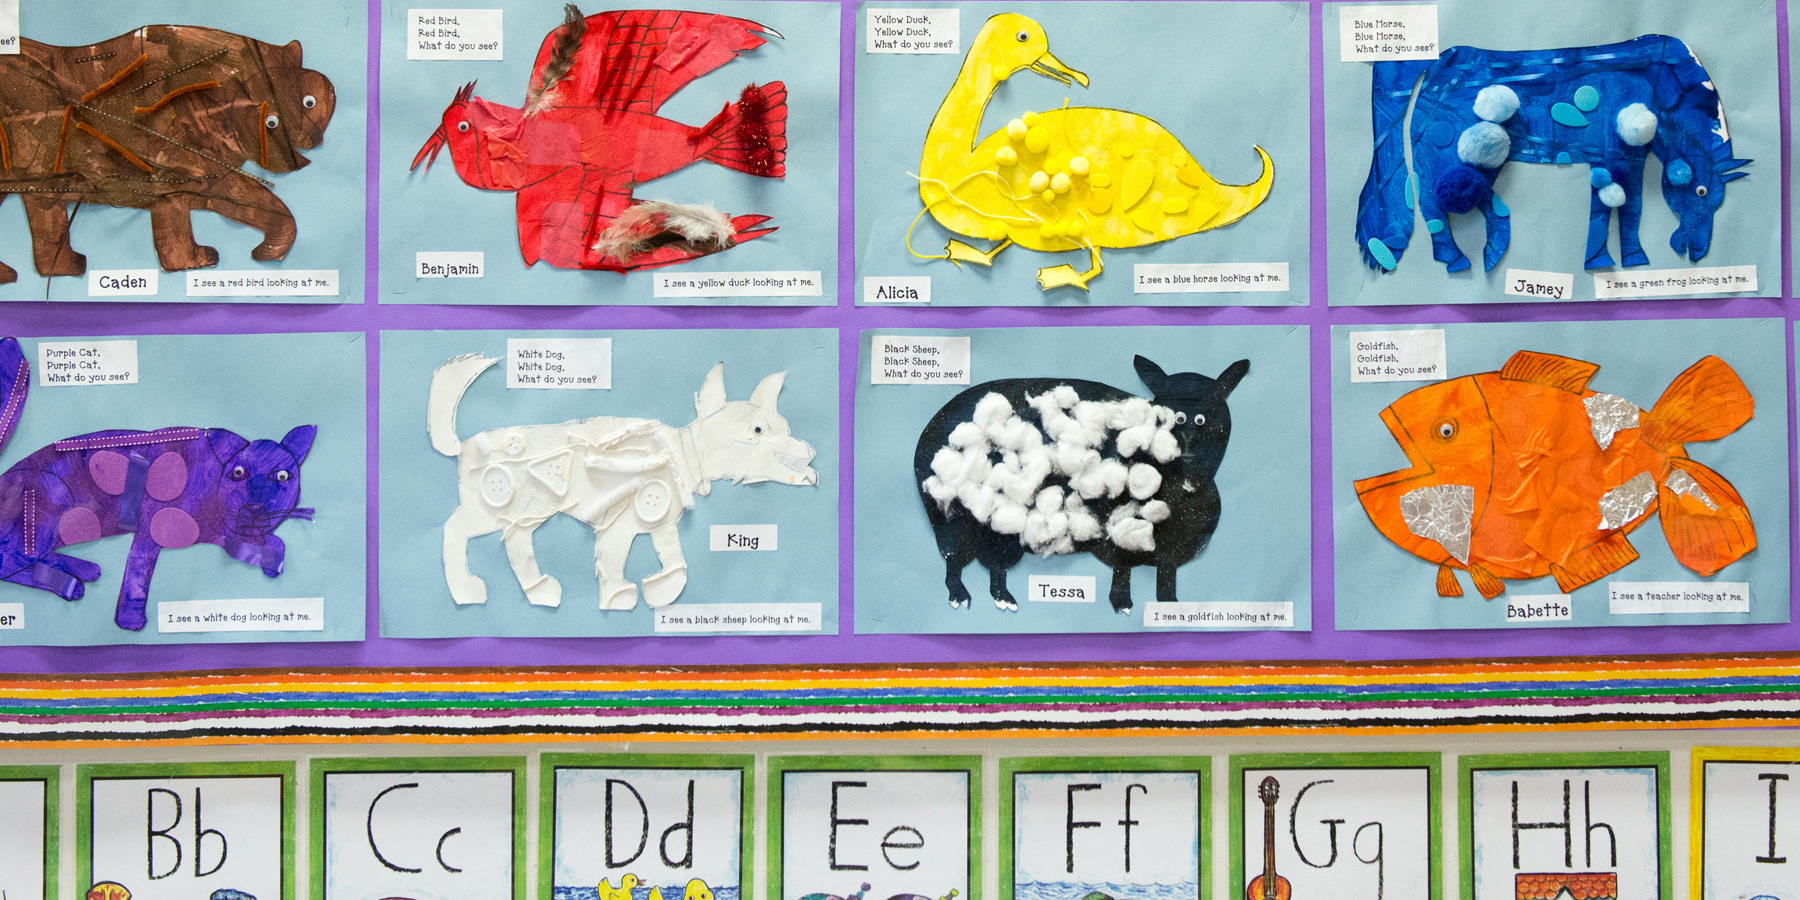 see?
Caden
I see a red bird looking at me.
Red Bird,
Red Bird,
What do you see?
Benjamin
I see a yellow duck looking at me.
Yellow Duck,
Yellow Duck,
What do you see?
Alicia
I see a blue horse looking at me.
Blue Horse,
Blue Horse,
What do you see?
Jamey
I see a green frog looking at me.
Purple Cat,
Purple Cat,
What do you see?
er
I see a white dog looking at me.
White Dog,
White Dog,
What do you see?
King
I see a black sheep looking at me.
Black Sheep,
Black Sheep,
What do you see?
Tessa
I see a goldfish looking at me.
Goldfish,
Goldfish,
What do you see?
Babette
I see a teacher looking at me.
Bb
Cc
Dd
Ee
Ff
Gg
Hh
I